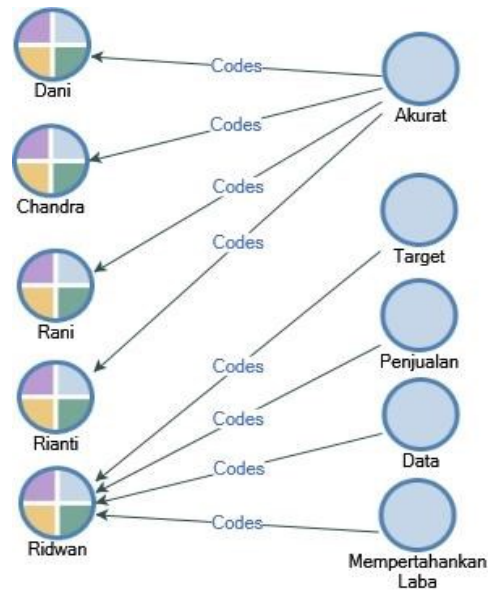 Codes
Dani
Akurat
Codes
Chandra
Codes
Rani
Codes
Target
Penjualan
Rianti
Codes
Codes
Data
Codes
Ridwan
Codes
Mempertahankan
Laba